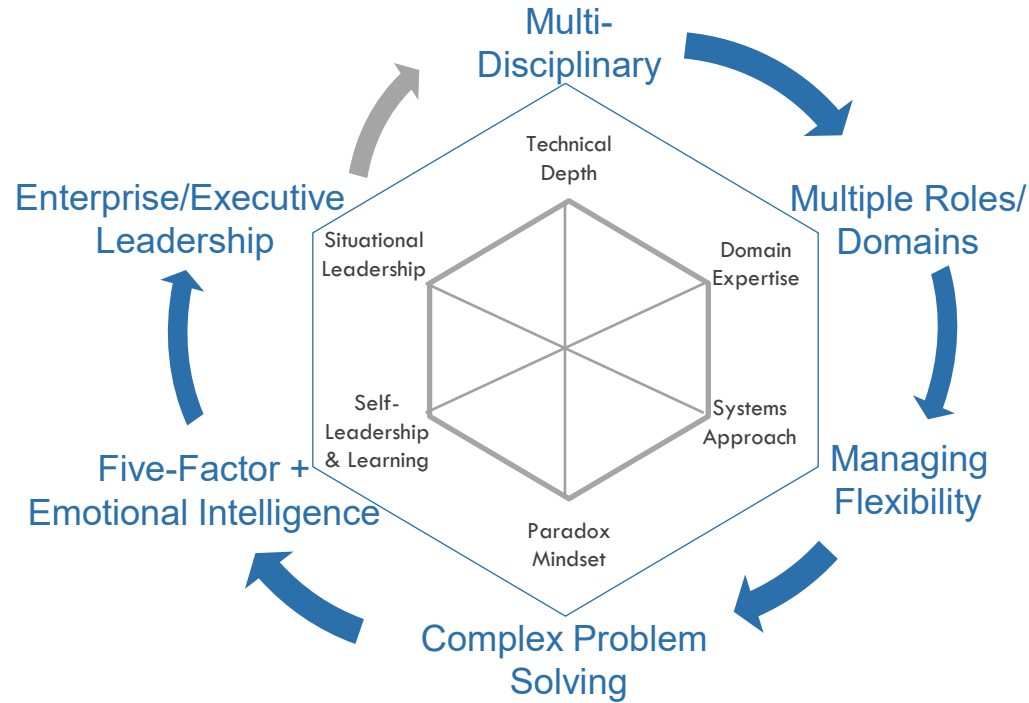 Multi-
Disciplinary
Technical
Depth
Enterprise/Executive
Leadership
Multiple Roles/
Domains
Situational
Leadership
Domain
Expertise
Self-
Leadership
& Learning
Systems
Approach
Five-Factor +
Emotional Intelligence
Managing
Flexibility
Paradox
Mindset
Complex Problem
Solving